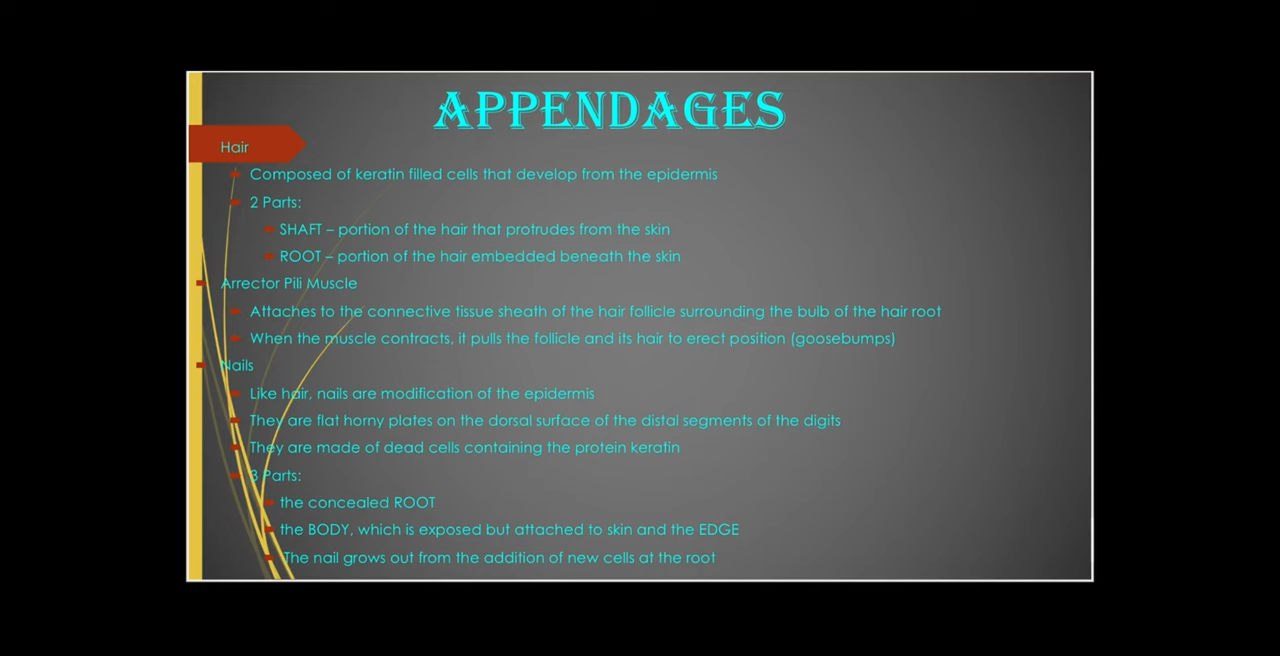 APPENDAGES
Hair
Composed of keratin filled cells that develop from the epidermis
2 Parts:
SHAFT – portion of the hair that protrudes from the skin
ROOT – portion of the hair embedded beneath the skin
Arrector Pili Muscle
Attaches to the connective tissue sheath of the hair follicle surrounding the bulb of the hair root
When the muscle contracts, it pulls the follicle and its hair to erect position (goosebumps)
Nails
Like hair, nails are modification of the epidermis
They are flat horny plates on the dorsal surface of the distal segments of the digits
They are made of dead cells containing the protein keratin
3 Parts:
the concealed ROOT
the BODY, which is exposed but attached to skin and the EDGE
The nail grows out from the addition of new cells at the root